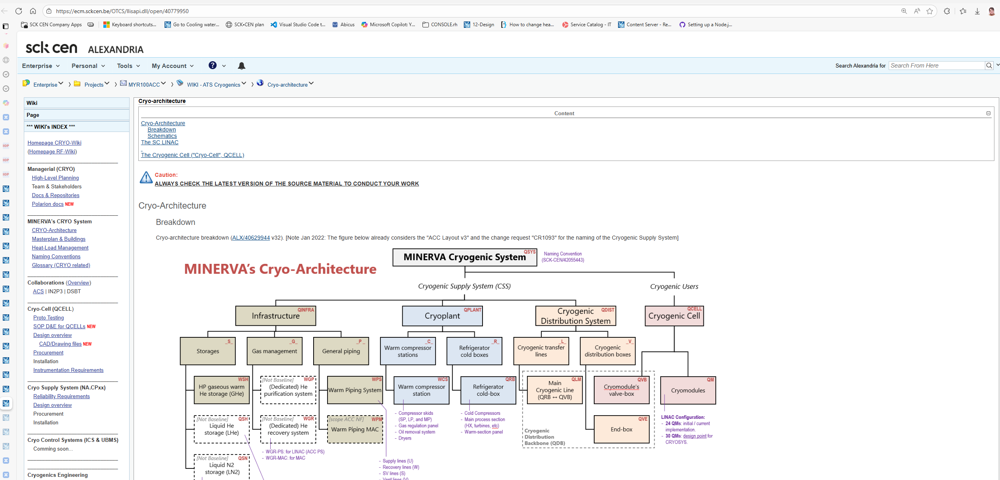 https://ecm.sckcen.be/OTCS/llisapi.dll/open/40779950
SCK CEN Company Apps
Keyboard shortcuts...
Go to Cooling water...
SCK•CEN plan
Visual Studio Code t...
Abicus
Microsoft Copilot: Y...
CONSOLE.rh
12-Design
How to change hea...
Service Catalog - IT
Content Server - Re...
Setting up a Node.j...
sck cen ALEXANDRIA
Enterprise
Personal
Tools
My Account
?
Search Alexandria for
Search From Here
Enterprise
Projects
MYR100ACC
WIKI - ATS Cryogenics
Cryo-architecture
IOP
IOP
IOP
Wiki
Page
*** WIKI's INDEX ***
Homepage CRYO-Wiki
(Homepage RF-Wiki)
Managerial (CRYO)
High-Level Planning
Team & Stakeholders
Docs & Repositories
Polarion docs NEW
MINERVA's CRYO System
CRYO-Architecture
Masterplan & Buildings
Heat-Load Management
Naming Conventions
Glossary (CRYO related)
Collaborations (Overview)
ACS | IN2P3 | DSBT
Cryo-Cell (QCELL)
Proto Testing
SOP D&E for QCELLs NEW
Design overview
CAD/Drawing files NEW
Procurement
Installation
Instrumentation Requirements
Cryo Supply System (NA.CPxx)
Reliability Requirements
Design overview
Procurement
Installation
Cryo Control Systems (ICS & UBMS)
Comming soon...
Cryogenics Engineering
Cryo-architecture
Content
Cryo-Architecture
Breakdown
Schematics
The SC LINAC
The Cryogenic Cell ("Cryo-Cell", QCELL)
Caution:
ALWAYS CHECK THE LATEST VERSION OF THE SOURCE MATERIAL TO CONDUCT YOUR WORK
Cryo-Architecture
Breakdown
Cryo-architecture breakdown (ALX/40629944 v32). [Note Jan 2022: The figure below already considers the "ACC Layout v3" and the change request "CR1093" for the naming of the Cryogenic Supply System]
MINERVA's Cryo-Architecture
QSYS
MINERVA Cryogenic System
Naming Convention
(SCK-CEN/42055443)
Cryogenic Supply System (CSS)
Cryogenic Users
QINFRA
Infrastructure
QPLANT
Cryoplant
QDIST
Cryogenic
Distribution System
QCELL
Cryogenic Cell
_S_
Storages
_G_
Gas management
_P_
General piping
_C_
Warm compressor
stations
_R_
Refrigerator
cold boxes
_L_
Cryogenic transfer
lines
_V_
Cryogenic
distribution boxes
WSH
HP gaseous warm
He storage (GHe)
[Not Baseline] WGP
(Dedicated) He
purification system
WPS
Warm Piping System
WCS
Warm compressor
station
QRB
Refrigerator
cold-box
QLM
Main
Cryogenic Line
(QRB ↔ QVB)
QVB
Cryomodule's
valve-box
QM
Cryomodules
[Not Baseline] QSH
Liquid He
storage (LHe)
[Not Baseline] WGR
(Dedicated) He
recovery system
[scope ACC NF] WPM
Warm Piping MAC
- Compressor skids
(SP, LP, and MP)
- Gas regulation panel
- Oil removal system
- Dryers
- Cold Compressors
- Main process section
(HX, turbines, etc)
- Warm-section panel
Cryogenic
Distribution
Backbone (QDB)
QVE
End-box
LINAC Configuration:
- 24 QMs: initial / current
implementation.
- 30 QMs: design point for
CRYOSYS.
- WGR-PS: for LINAC (ACC PS)
- WGR-MAC: for MAC
[Not Baseline] QSN
Liquid N2
storage (LN2)
- Supply lines (U)
- Recovery lines (W)
- SV lines (S)
- Vent lines (V)